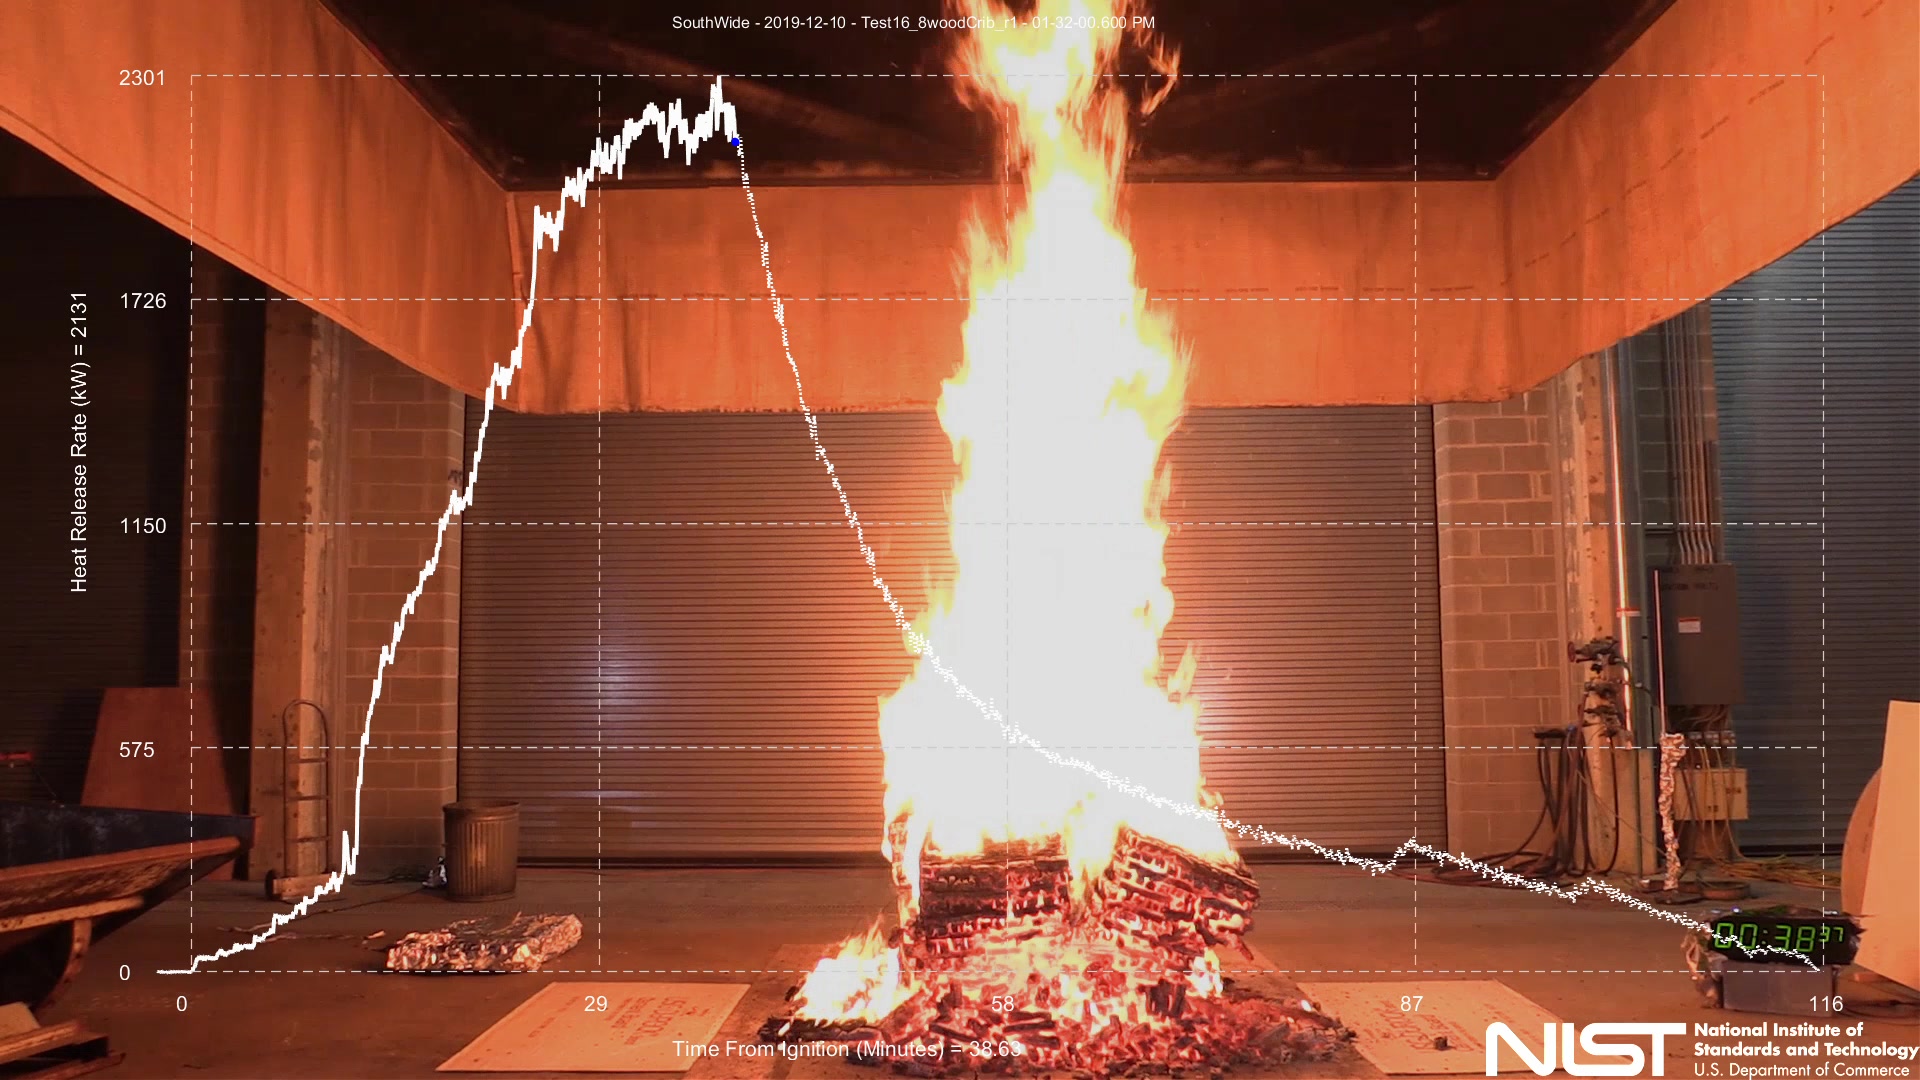 SouthWide - 2019-12-10 - Test16_8woodCrib_r1 - 01-32-00.600 PM
2301
1726
1150
575
0
Heat Release Rate (kW) = 2131
0
29
58
87
116
Time From Ignition (Minutes) = 38.63
00:38 37
NIST
National Institute of
Standards and Technology
U.S. Department of Commerce